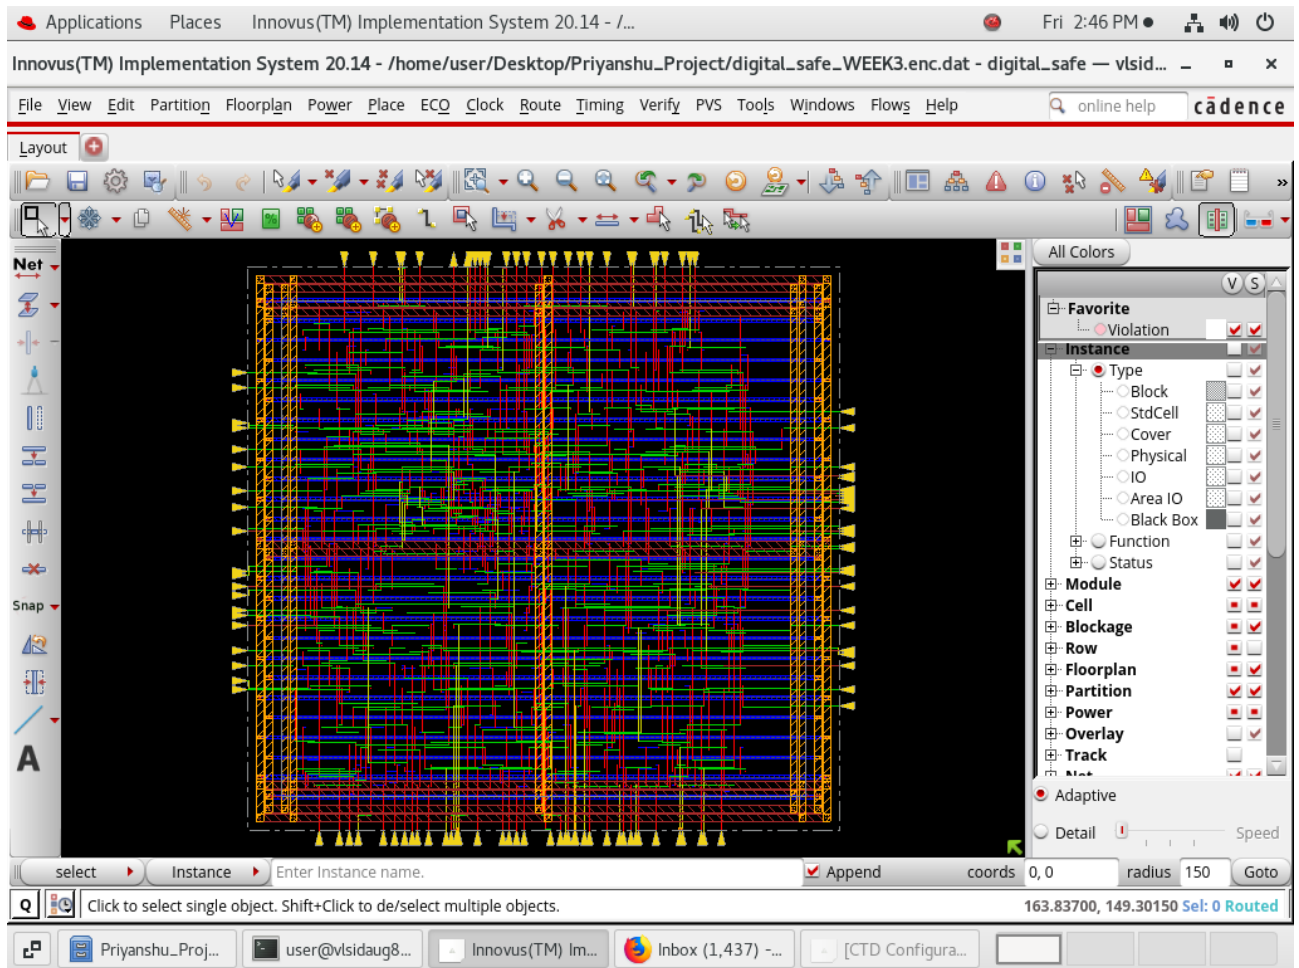 Applications Places Innovus(TM) Implementation System 20.14 - /... Fri 2:46 PM
Innovus(TM) Implementation System 20.14 - /home/user/Desktop/Priyanshu_Project/digital_safe_WEEK3.enc.dat - digital_safe — vlsid...
File View Edit Partition Floorplan Power Place ECO Clock Route Timing Verify PVS Tools Windows Flows Help online help cādence
Layout
»
Net
All Colors
V S
Favorite
Violation
Instance
Type
Block
StdCell
Cover
Physical
IO
Area IO
Black Box
Function
Status
Module
Cell
Blockage
Row
Floorplan
Partition
Power
Overlay
Track
Net
Snap
A
Adaptive
Detail Speed
select Instance Enter Instance name. Append coords 0, 0 radius 150 Goto
Q Click to select single object. Shift+Click to de/select multiple objects. 163.83700, 149.30150 Sel: 0 Routed
Priyanshu_Proj... user@vlsidaug8... Innovus(TM) Im... Inbox (1,437) -... [CTD Configura...